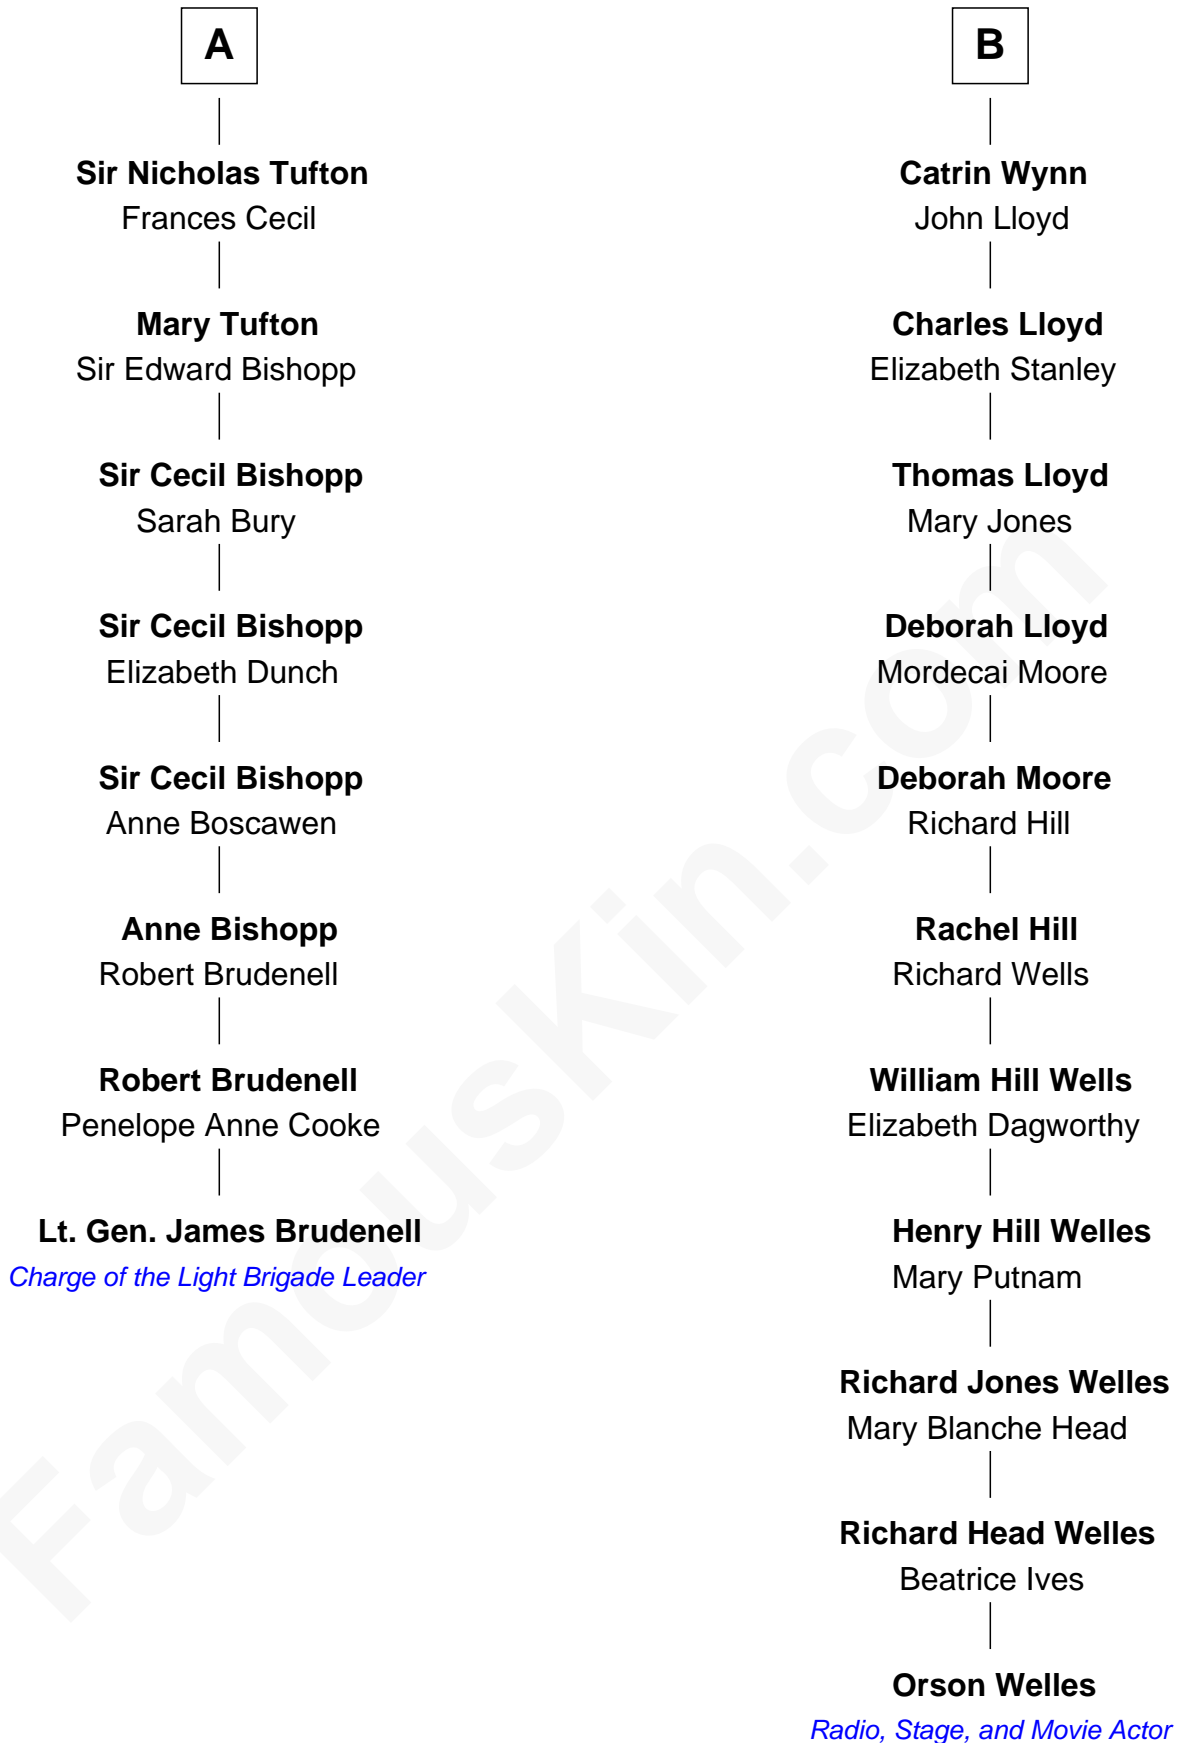 A
Sir Nicholas Tufton
Frances Cecil
Mary Tufton
Sir Edward Bishopp
Sir Cecil Bishopp
Sarah Bury
Sir Cecil Bishopp
Elizabeth Dunch
Sir Cecil Bishopp
Anne Boscawen
Anne Bishopp
Robert Brudenell
Robert Brudenell
Penelope Anne Cooke
Lt. Gen. James Brudenell
Charge of the Light Brigade Leader
B
Catrin Wynn
John Lloyd
Charles Lloyd
Elizabeth Stanley
Thomas Lloyd
Mary Jones
Deborah Lloyd
Mordecai Moore
Deborah Moore
Richard Hill
Rachel Hill
Richard Wells
William Hill Wells
Elizabeth Dagworthy
Henry Hill Welles
Mary Putnam
Richard Jones Welles
Mary Blanche Head
Richard Head Welles
Beatrice Ives
Orson Welles
Radio, Stage, and Movie Actor
FamousKin.com